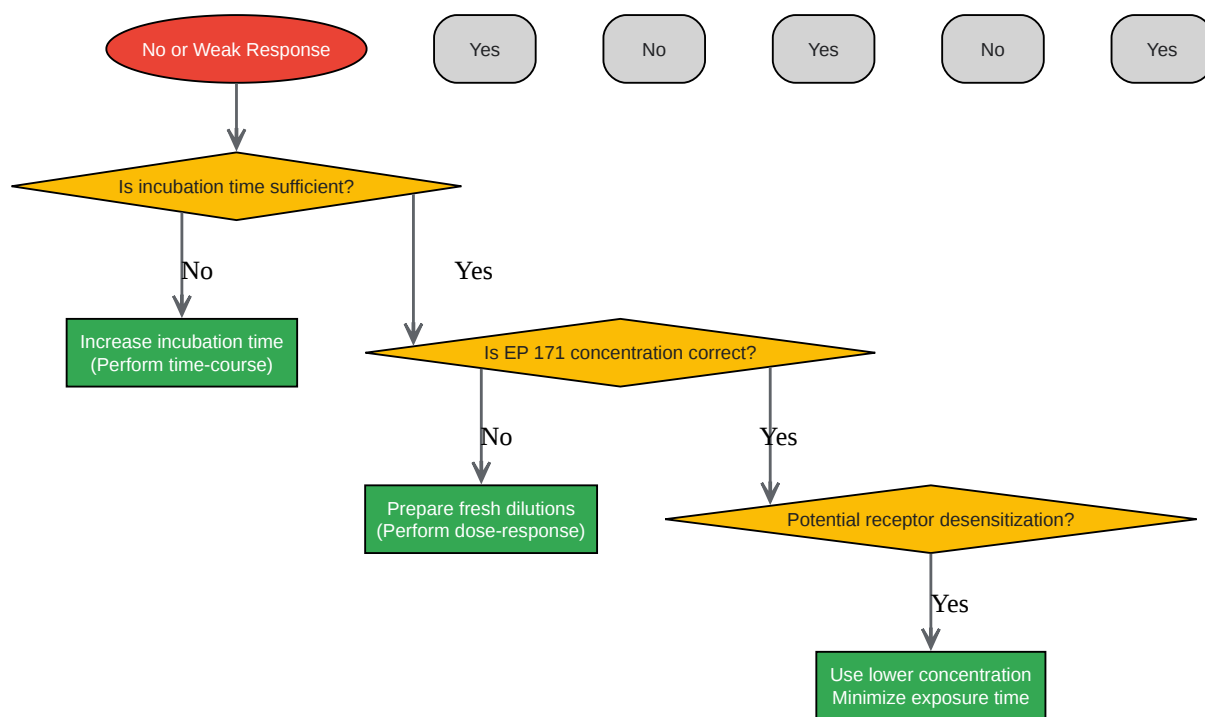 No or Weak Response
Yes
No
Yes
No
Yes
Is incubation time sufficient?
No
Yes
Increase incubation time
(Perform time-course)
Is EP 171 concentration correct?
No
Yes
Prepare fresh dilutions
(Perform dose-response)
Potential receptor desensitization?
Yes
Use lower concentration
Minimize exposure time